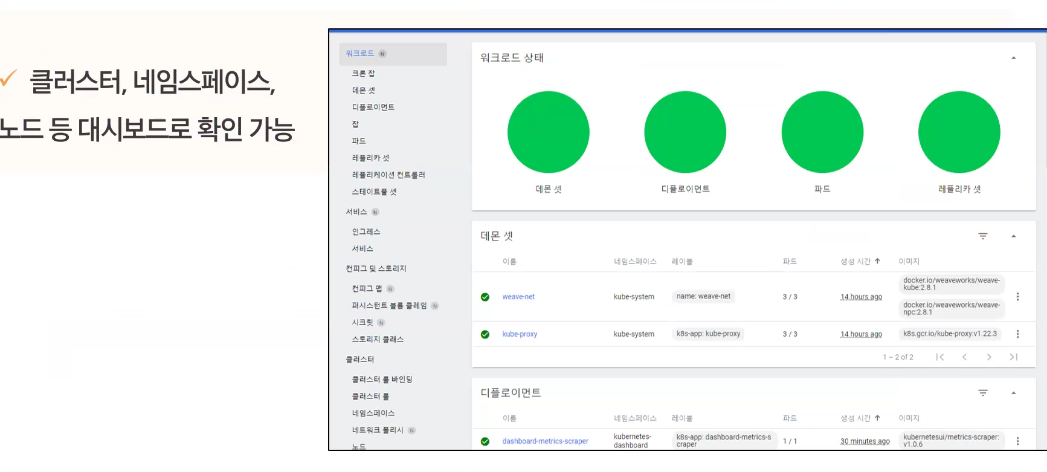 ✓ 클러스터, 네임스페이스,
노드 등 대시보드로 확인 가능
워크로드 N
크론 잡
데몬 셋
디플로이먼트
잡
파드
레플리카 셋
레플리케이션 컨트롤러
스테이트풀 셋
서비스 N
인그레스
서비스
컨피그 및 스토리지
컨피그 맵 N
퍼시스턴트 볼륨 클레임 N
시크릿 N
스토리지 클래스
클러스터
클러스터 롤 바인딩
클러스터 롤
네임스페이스
네트워크 폴리시 N
노드
워크로드 상태
데몬 셋 디플로이먼트 파드 레플리카 셋
데몬 셋
이름 네임스페이스 레이블 파드 생성 시간 ↑ 이미지
weave-net kube-system name: weave-net 3 / 3 14 hours ago docker.io/weaveworks/weave-
kube:2.8.1
docker.io/weaveworks/weave-
npc:2.8.1
kube-proxy kube-system k8s-app: kube-proxy 3 / 3 14 hours ago k8s.gcr.io/kube-proxy:v1.22.3
1 – 2 of 2 |< < > >|
디플로이먼트
이름 네임스페이스 레이블 파드 생성 시간 ↑ 이미지
dashboard-metrics-scraper kubernetes-
dashboard k8s-app: dashboard-metrics-s
craper 1 / 1 30 minutes ago kubernetesui/metrics-scraper:
v1.0.6